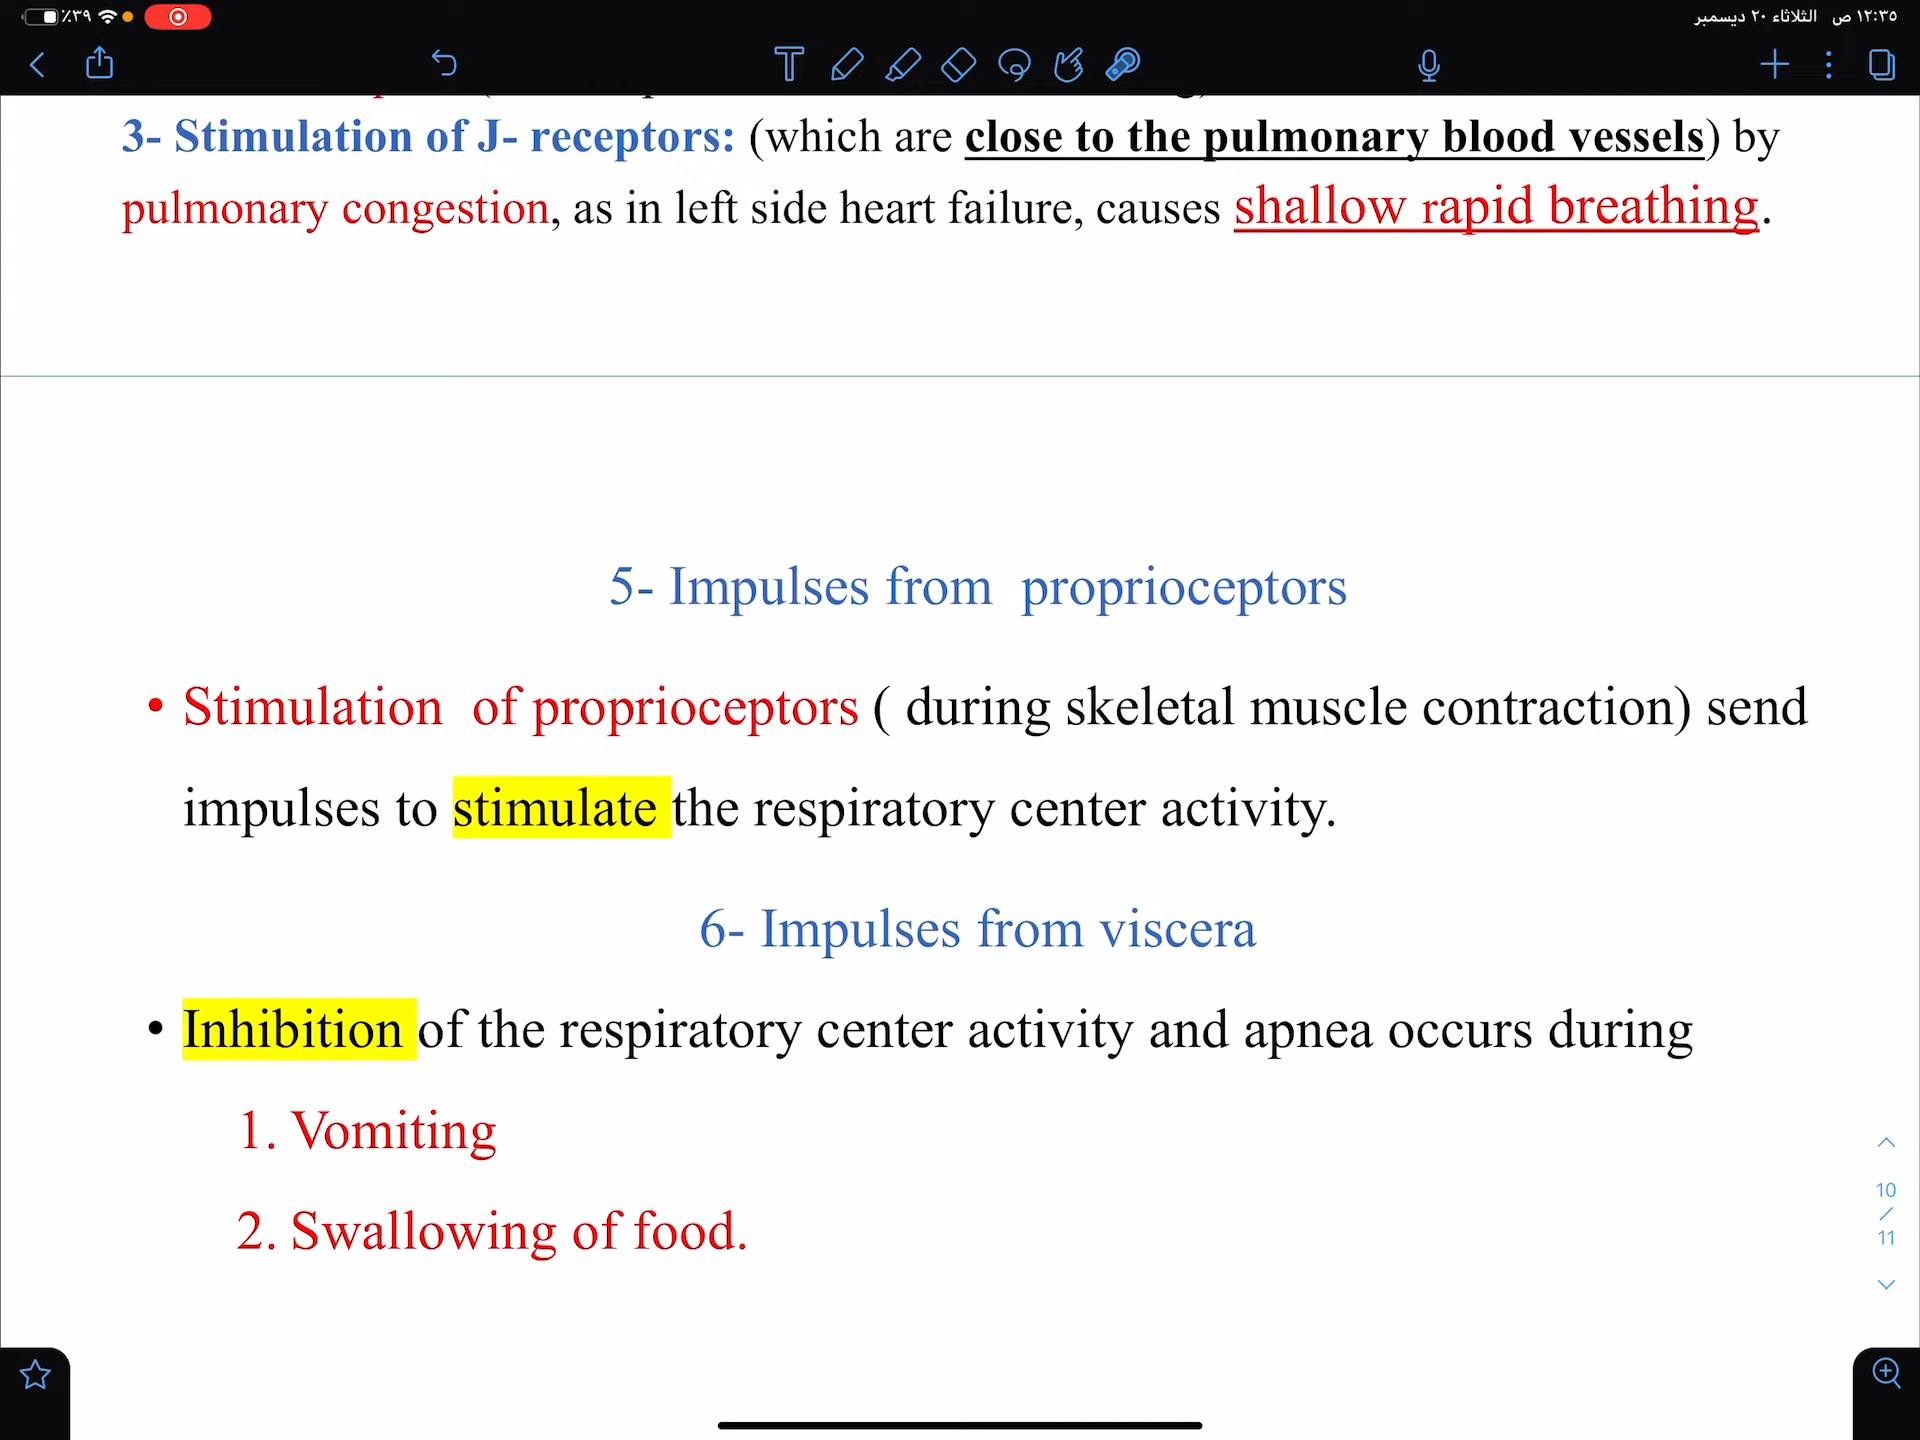 ٪٣٩
١٢:٣٥ ص الثلاثاء ٢٠ ديسمبر
3- Stimulation of J- receptors: (which are close to the pulmonary blood vessels) by
pulmonary congestion, as in left side heart failure, causes shallow rapid breathing.
5- Impulses from proprioceptors
• Stimulation of proprioceptors ( during skeletal muscle contraction) send
impulses to stimulate the respiratory center activity.
6- Impulses from viscera
• Inhibition of the respiratory center activity and apnea occurs during
1. Vomiting
2. Swallowing of food.
10
/
11